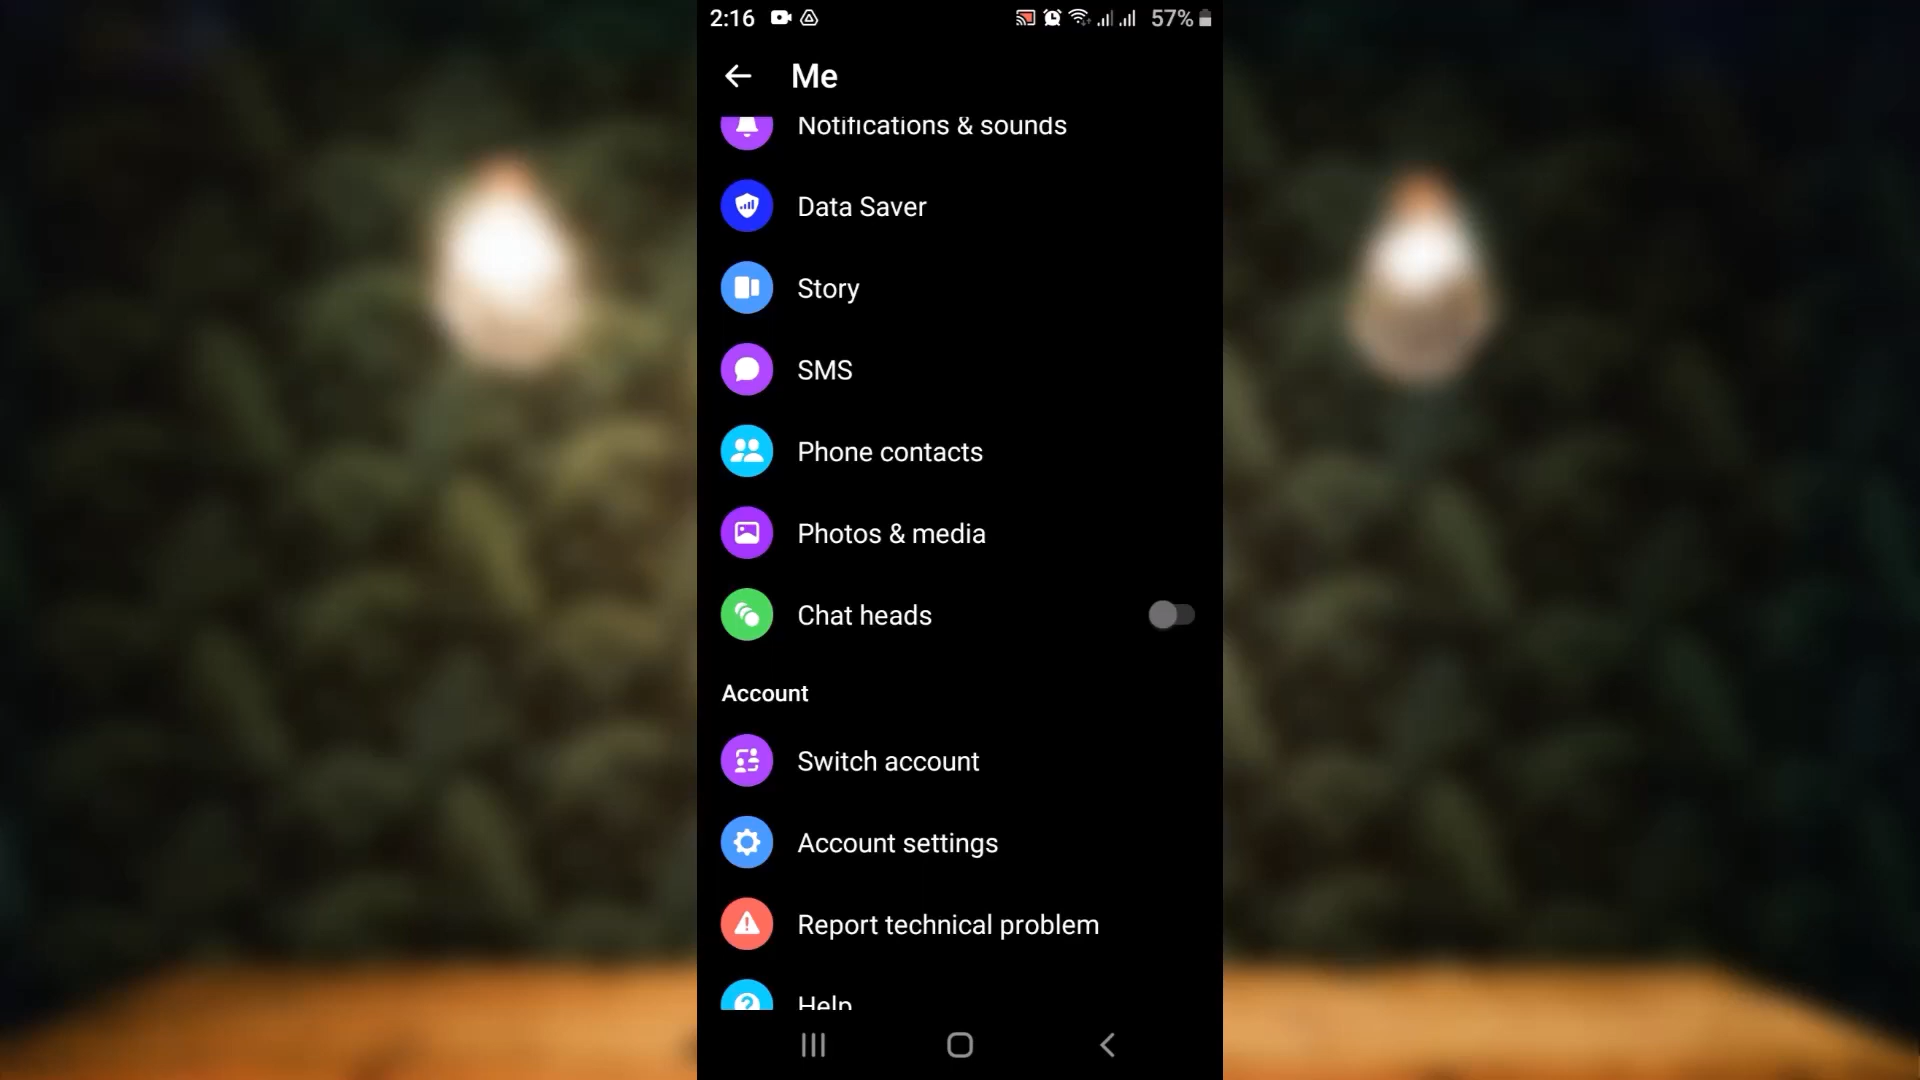 2:16 57%
Me
Notifications & sounds
Data Saver
Story
SMS
Phone contacts
Photos & media
Chat heads
Account
Switch account
Account settings
Report technical problem
Help